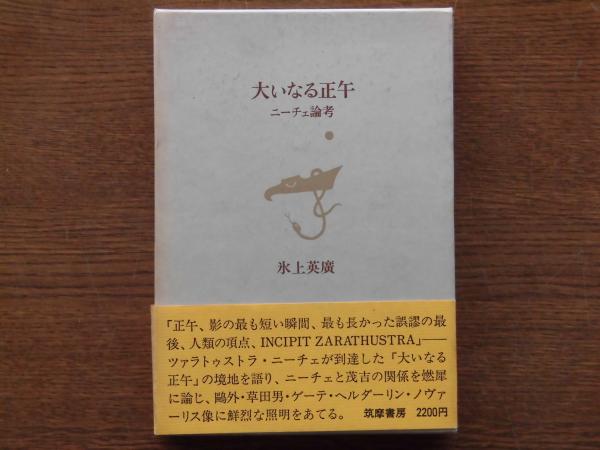 大いなる正午
ニーチェ論考
氷上英廣
「正午、影の最も短い瞬間、最も長かった誤謬の最
後、人類の頂点、INCIPIT ZARATHUSTRA」――
ツァラトゥストラ・ニーチェが到達した「大いなる
正午」の境地を語り、ニーチェと茂吉の関係を燃犀
に論じ、鷗外・草田男・ゲーテ・ヘルダーリン・ノヴァ
ーリス像に鮮烈な照明をあてる。 筑摩書房 2200円